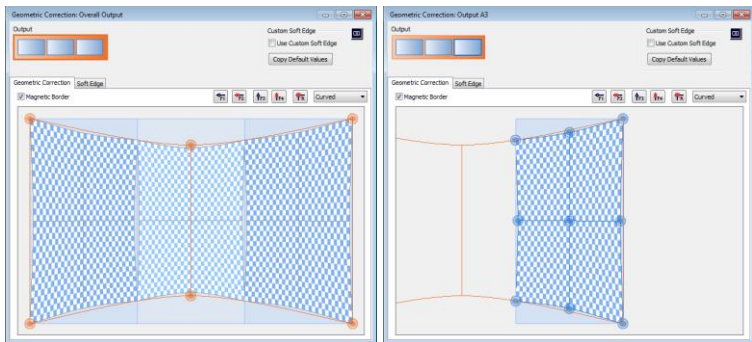 Geometric Correction: Overall Output
Output
Custom Soft Edge
Use Custom Soft Edge
Copy Default Values
Geometric Correction
Soft Edge
Magnetic Border
Curved
Geometric Correction: Output A3
Output
Custom Soft Edge
Use Custom Soft Edge
Copy Default Values
Geometric Correction
Soft Edge
Magnetic Border
Curved